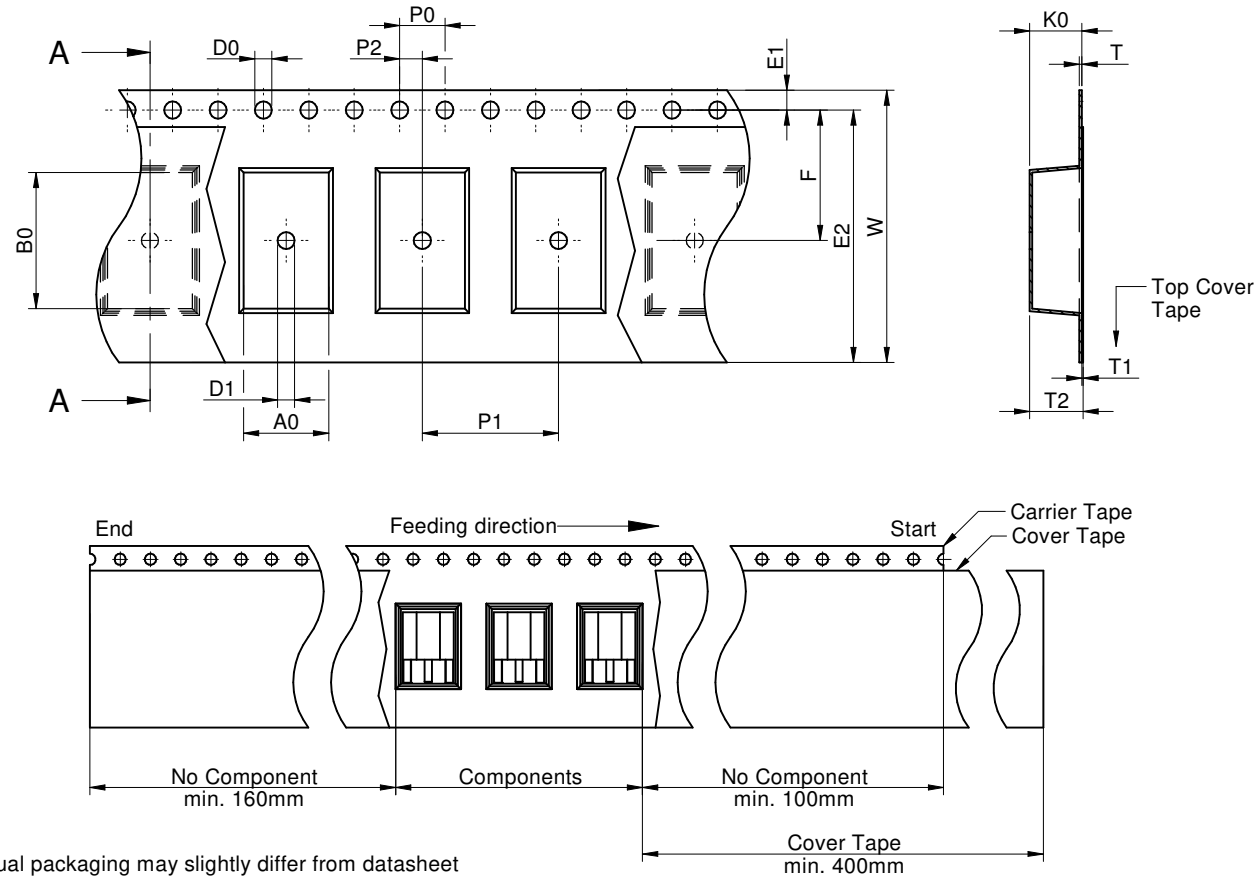 P0
K0
A
D0
P2
E1
T
B0
F
E2
W
Top Cover
Tape
A
D1
A0
P1
T1
T2
End
Feeding direction
Start
Carrier Tape
Cover Tape
No Component
min. 160mm
Components
No Component
min. 100mm
Cover Tape
min. 400mm
packaging may slightly differ from datasheet